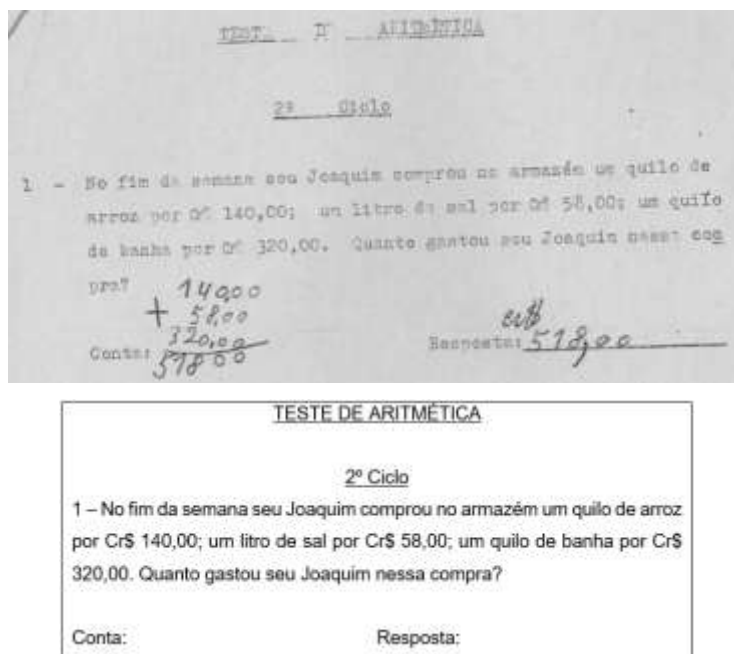 TESTE D ARITMÉTICA
2º Ciclo
1 - No fim da semana seu Joaquim comprou no armazém um quilo de
arroz por Cr$ 140,00; um litro de sal por Cr$ 58,00; um quilo
de banha por Cr$ 320,00. Quanto gastou seu Joaquim nessa com
pra?
140,00
+ 58,00
320,00
Conta: 518 00
Cr$
Resposta: 518,00
TESTE DE ARITMÉTICA
2º Ciclo
1 – No fim da semana seu Joaquim comprou no armazém um quilo de arroz
por Cr$ 140,00; um litro de sal por Cr$ 58,00; um quilo de banha por Cr$
320,00. Quanto gastou seu Joaquim nessa compra?
Conta: Resposta: